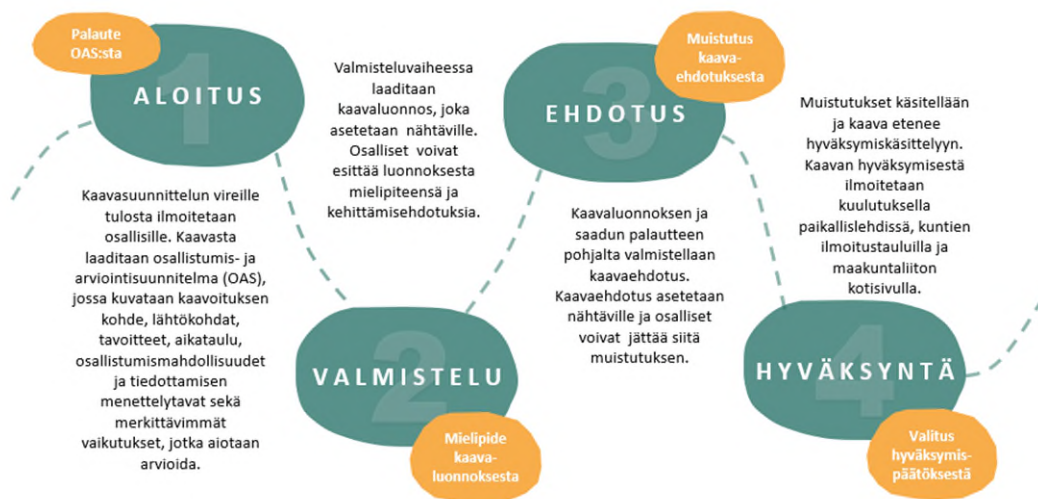 Palaute
OAS:sta
1
ALOITUS
Kaavasuunnittelun vireille
tulosta ilmoitetaan
osallisille. Kaavasta
laaditaan osallistumis- ja
arviointisuunnitelma (OAS),
jossa kuvataan kaavoituksen
kohde, lähtökohdat,
tavoitteet, aikataulu,
osallistumismahdollisuudet
ja tiedottamisen
menettelytavat sekä
merkittävimmät
vaikutukset, jotka aiotaan
arvioida.
Valmisteluvaiheessa
laaditaan
kaavaluonnos, joka
asetetaan nähtäville.
Osalliset voivat
esittää luonnoksesta
mielipiteensä ja
kehittämisehdotuksia.
2
VALMISTELU
Mielipide
kaava-
luonnoksesta
Muistutus
kaava-
ehdotuksesta
3
EHDOTUS
Kaavaluonnoksen ja
saadun palautteen
pohjalta valmistellaan
kaavaehdotus.
Kaavaehdotus asetetaan
nähtäville ja osalliset
voivat jättää siitä
muistutuksen.
Muistutukset käsitellään
ja kaava etenee
hyväksymiskäsittelyyn.
Kaavan hyväksymisestä
ilmoitetaan
kuulutuksella
paikallislehdissä, kuntien
ilmoitustauluilla ja
maakuntaliiton
kotisivulla.
4
HYVÄKSYNTÄ
Valitus
hyväksymis-
päätöksestä